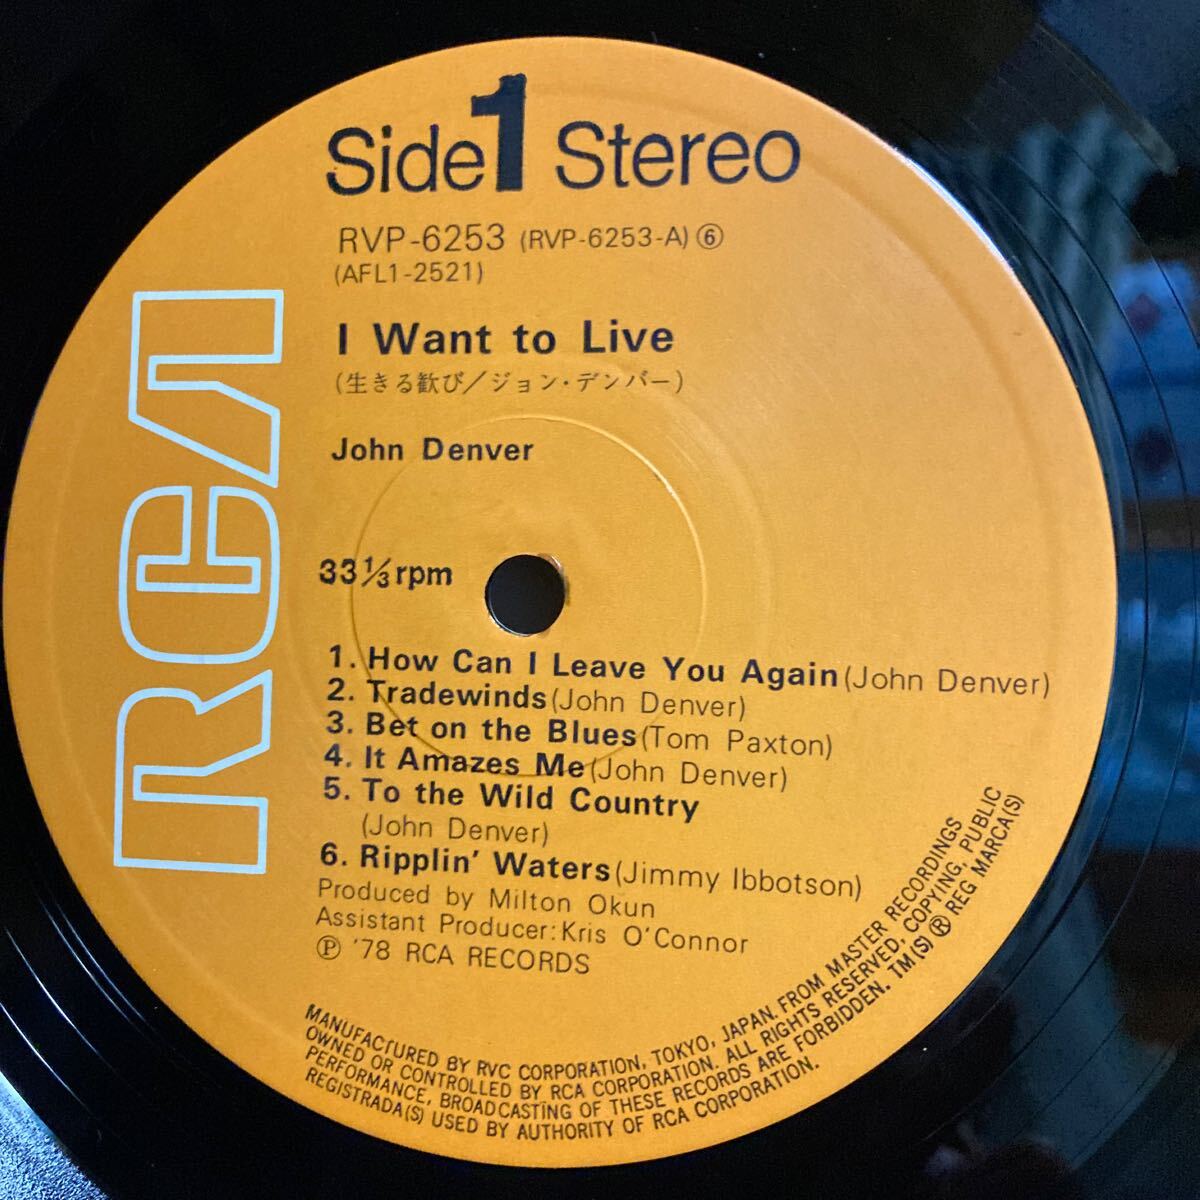 Side 1 Stereo
RVP-6253 (RVP-6253-A) ⑥
(AFL1-2521)
I Want to Live
(生きる歓び/ジョン・デンバー)
John Denver
RCA
33 1/3 rpm
1. How Can I Leave You Again (John Denver)
2. Tradewinds (John Denver)
3. Bet on the Blues (Tom Paxton)
4. It Amazes Me (John Denver)
5. To the Wild Country
(John Denver)
6. Ripplin' Waters (Jimmy Ibbotson)
Produced by Milton Okun
Assistant Producer: Kris O'Connor
Ⓟ '78 RCA RECORDS
MANUFACTURED BY RVC CORPORATION, TOKYO, JAPAN. FROM MASTER RECORDINGS
OWNED OR CONTROLLED BY RCA CORPORATION. ALL RIGHTS RESERVED, COPYING, PUBLIC
PERFORMANCE, BROADCASTING OF THESE RECORDS ARE FORBIDDEN. TM(S) ® REG MARCA(S)
REGISTRADA(S) USED BY AUTHORITY OF RCA CORPORATION.